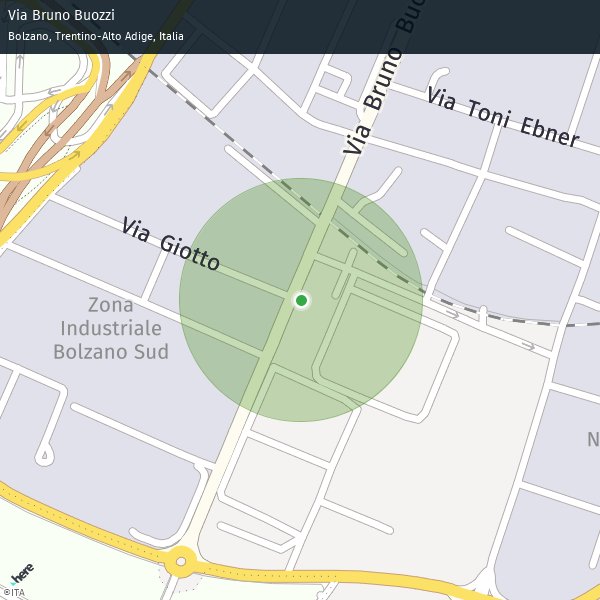 Via Bruno Buozzi
Bolzano, Trentino-Alto Adige, Italia
Via Bruno Buo
Via Toni Ebner
Via Giotto
Zona
Industriale
Bolzano Sud
N
here
©ITA